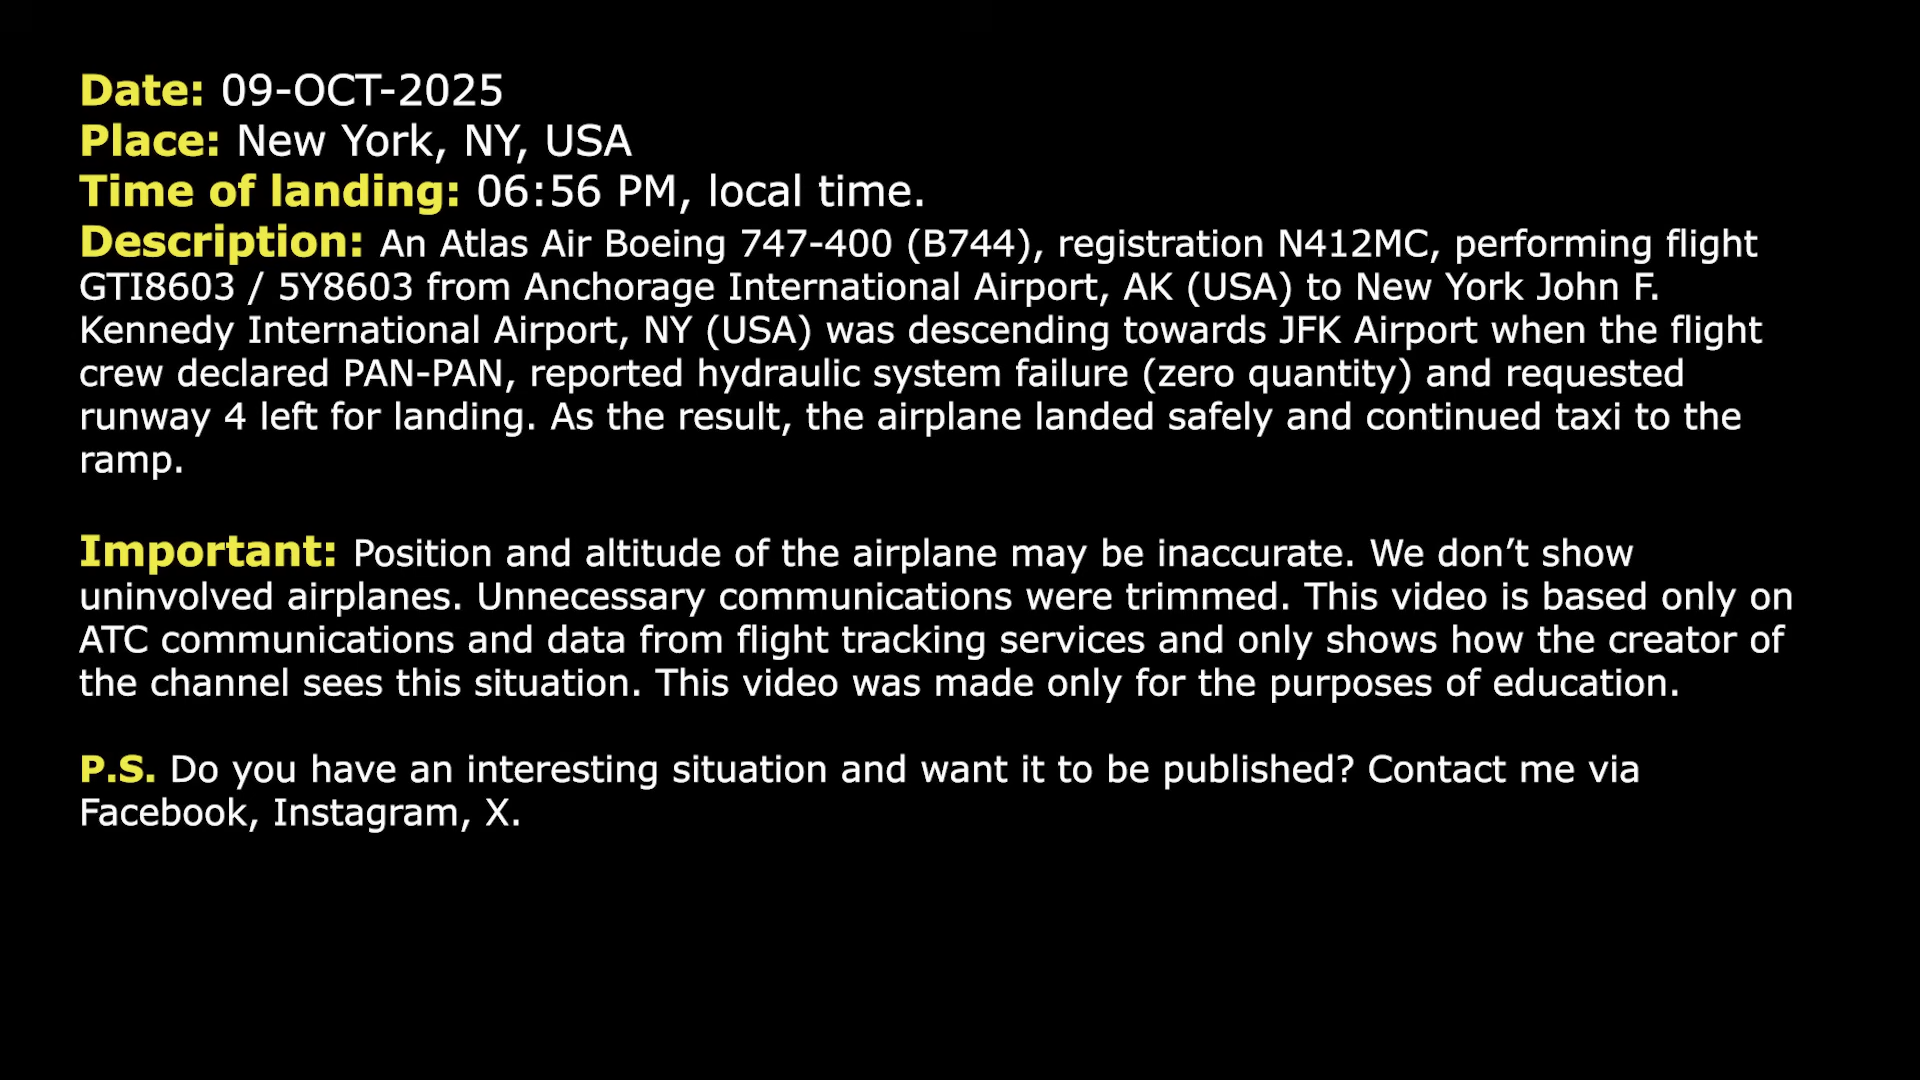 Date: 09-OCT-2025
Place: New York, NY, USA
Time of landing: 06:56 PM, local time.
Description: An Atlas Air Boeing 747-400 (B744), registration N412MC, performing flight
GTI8603 / 5Y8603 from Anchorage International Airport, AK (USA) to New York John F.
Kennedy International Airport, NY (USA) was descending towards JFK Airport when the flight
crew declared PAN-PAN, reported hydraulic system failure (zero quantity) and requested
runway 4 left for landing. As the result, the airplane landed safely and continued taxi to the
ramp.
Important: Position and altitude of the airplane may be inaccurate. We don’t show
uninvolved airplanes. Unnecessary communications were trimmed. This video is based only on
ATC communications and data from flight tracking services and only shows how the creator of
the channel sees this situation. This video was made only for the purposes of education.
P.S. Do you have an interesting situation and want it to be published? Contact me via
Facebook, Instagram, X.